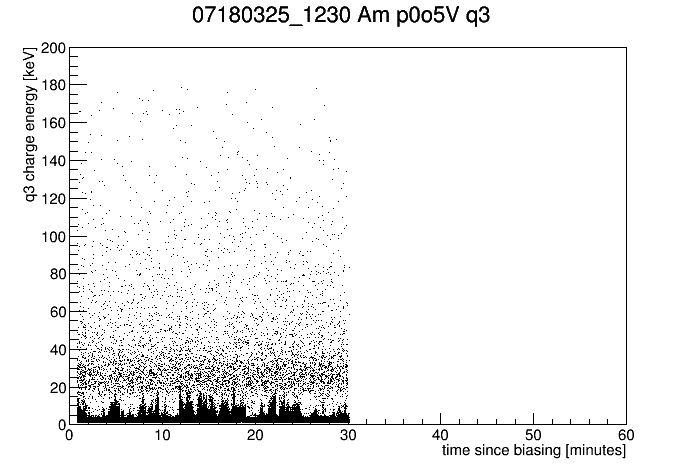 07180325_1230 Am p0o5V q3
q3 charge energy [keV]
200
180
160
140
120
100
80
60
40
20
0
0 10 20 30 40 50 60
time since biasing [minutes]